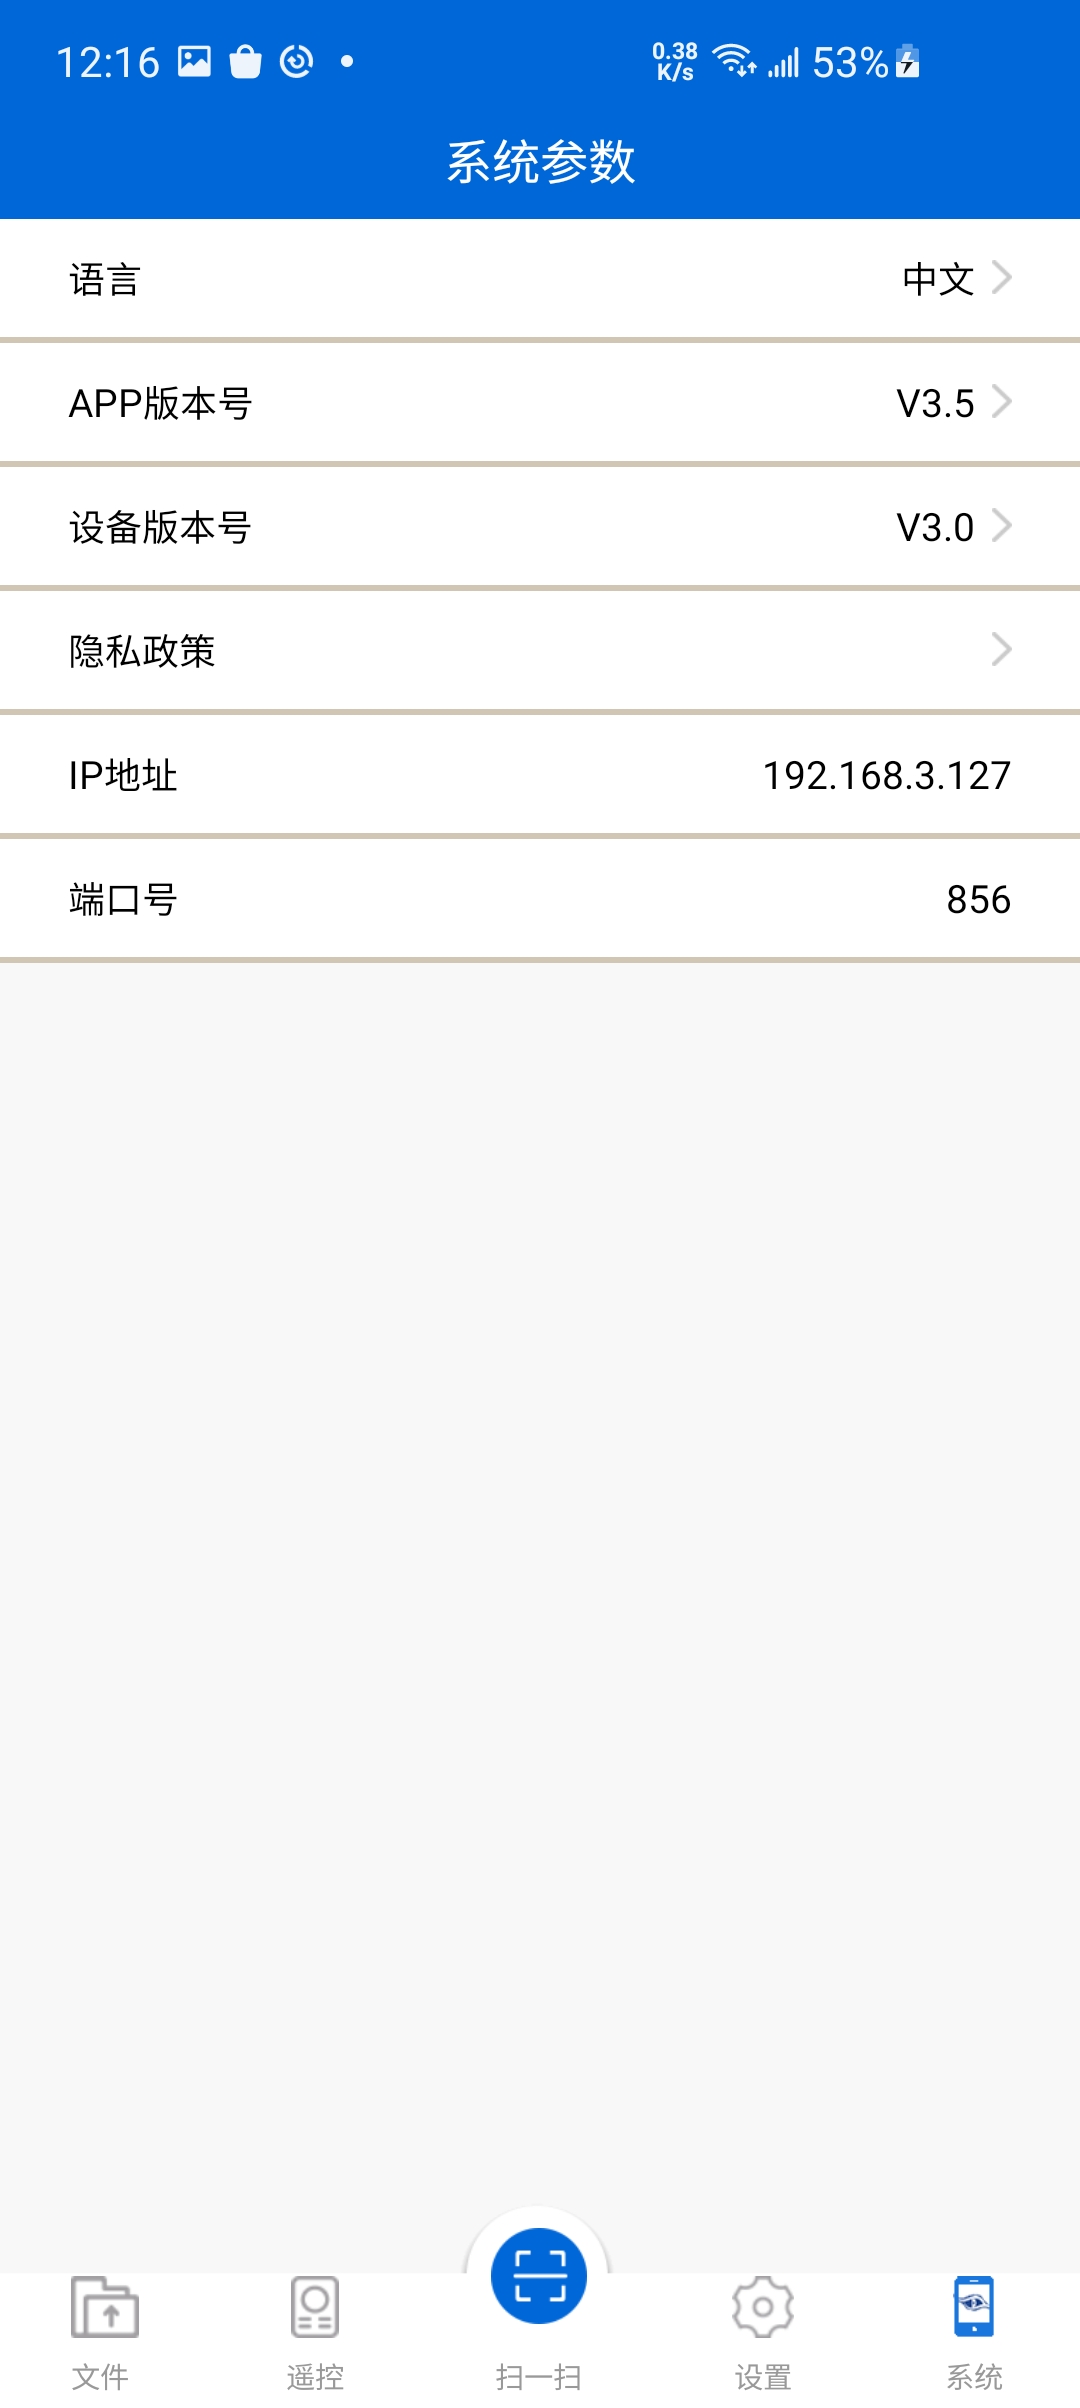 12:16
0.38
K/s
53%
系统参数
语言 中文
APP版本号 V3.5
设备版本号 V3.0
隐私政策
IP地址 192.168.3.127
端口号 856
文件 遥控 扫一扫 设置 系统